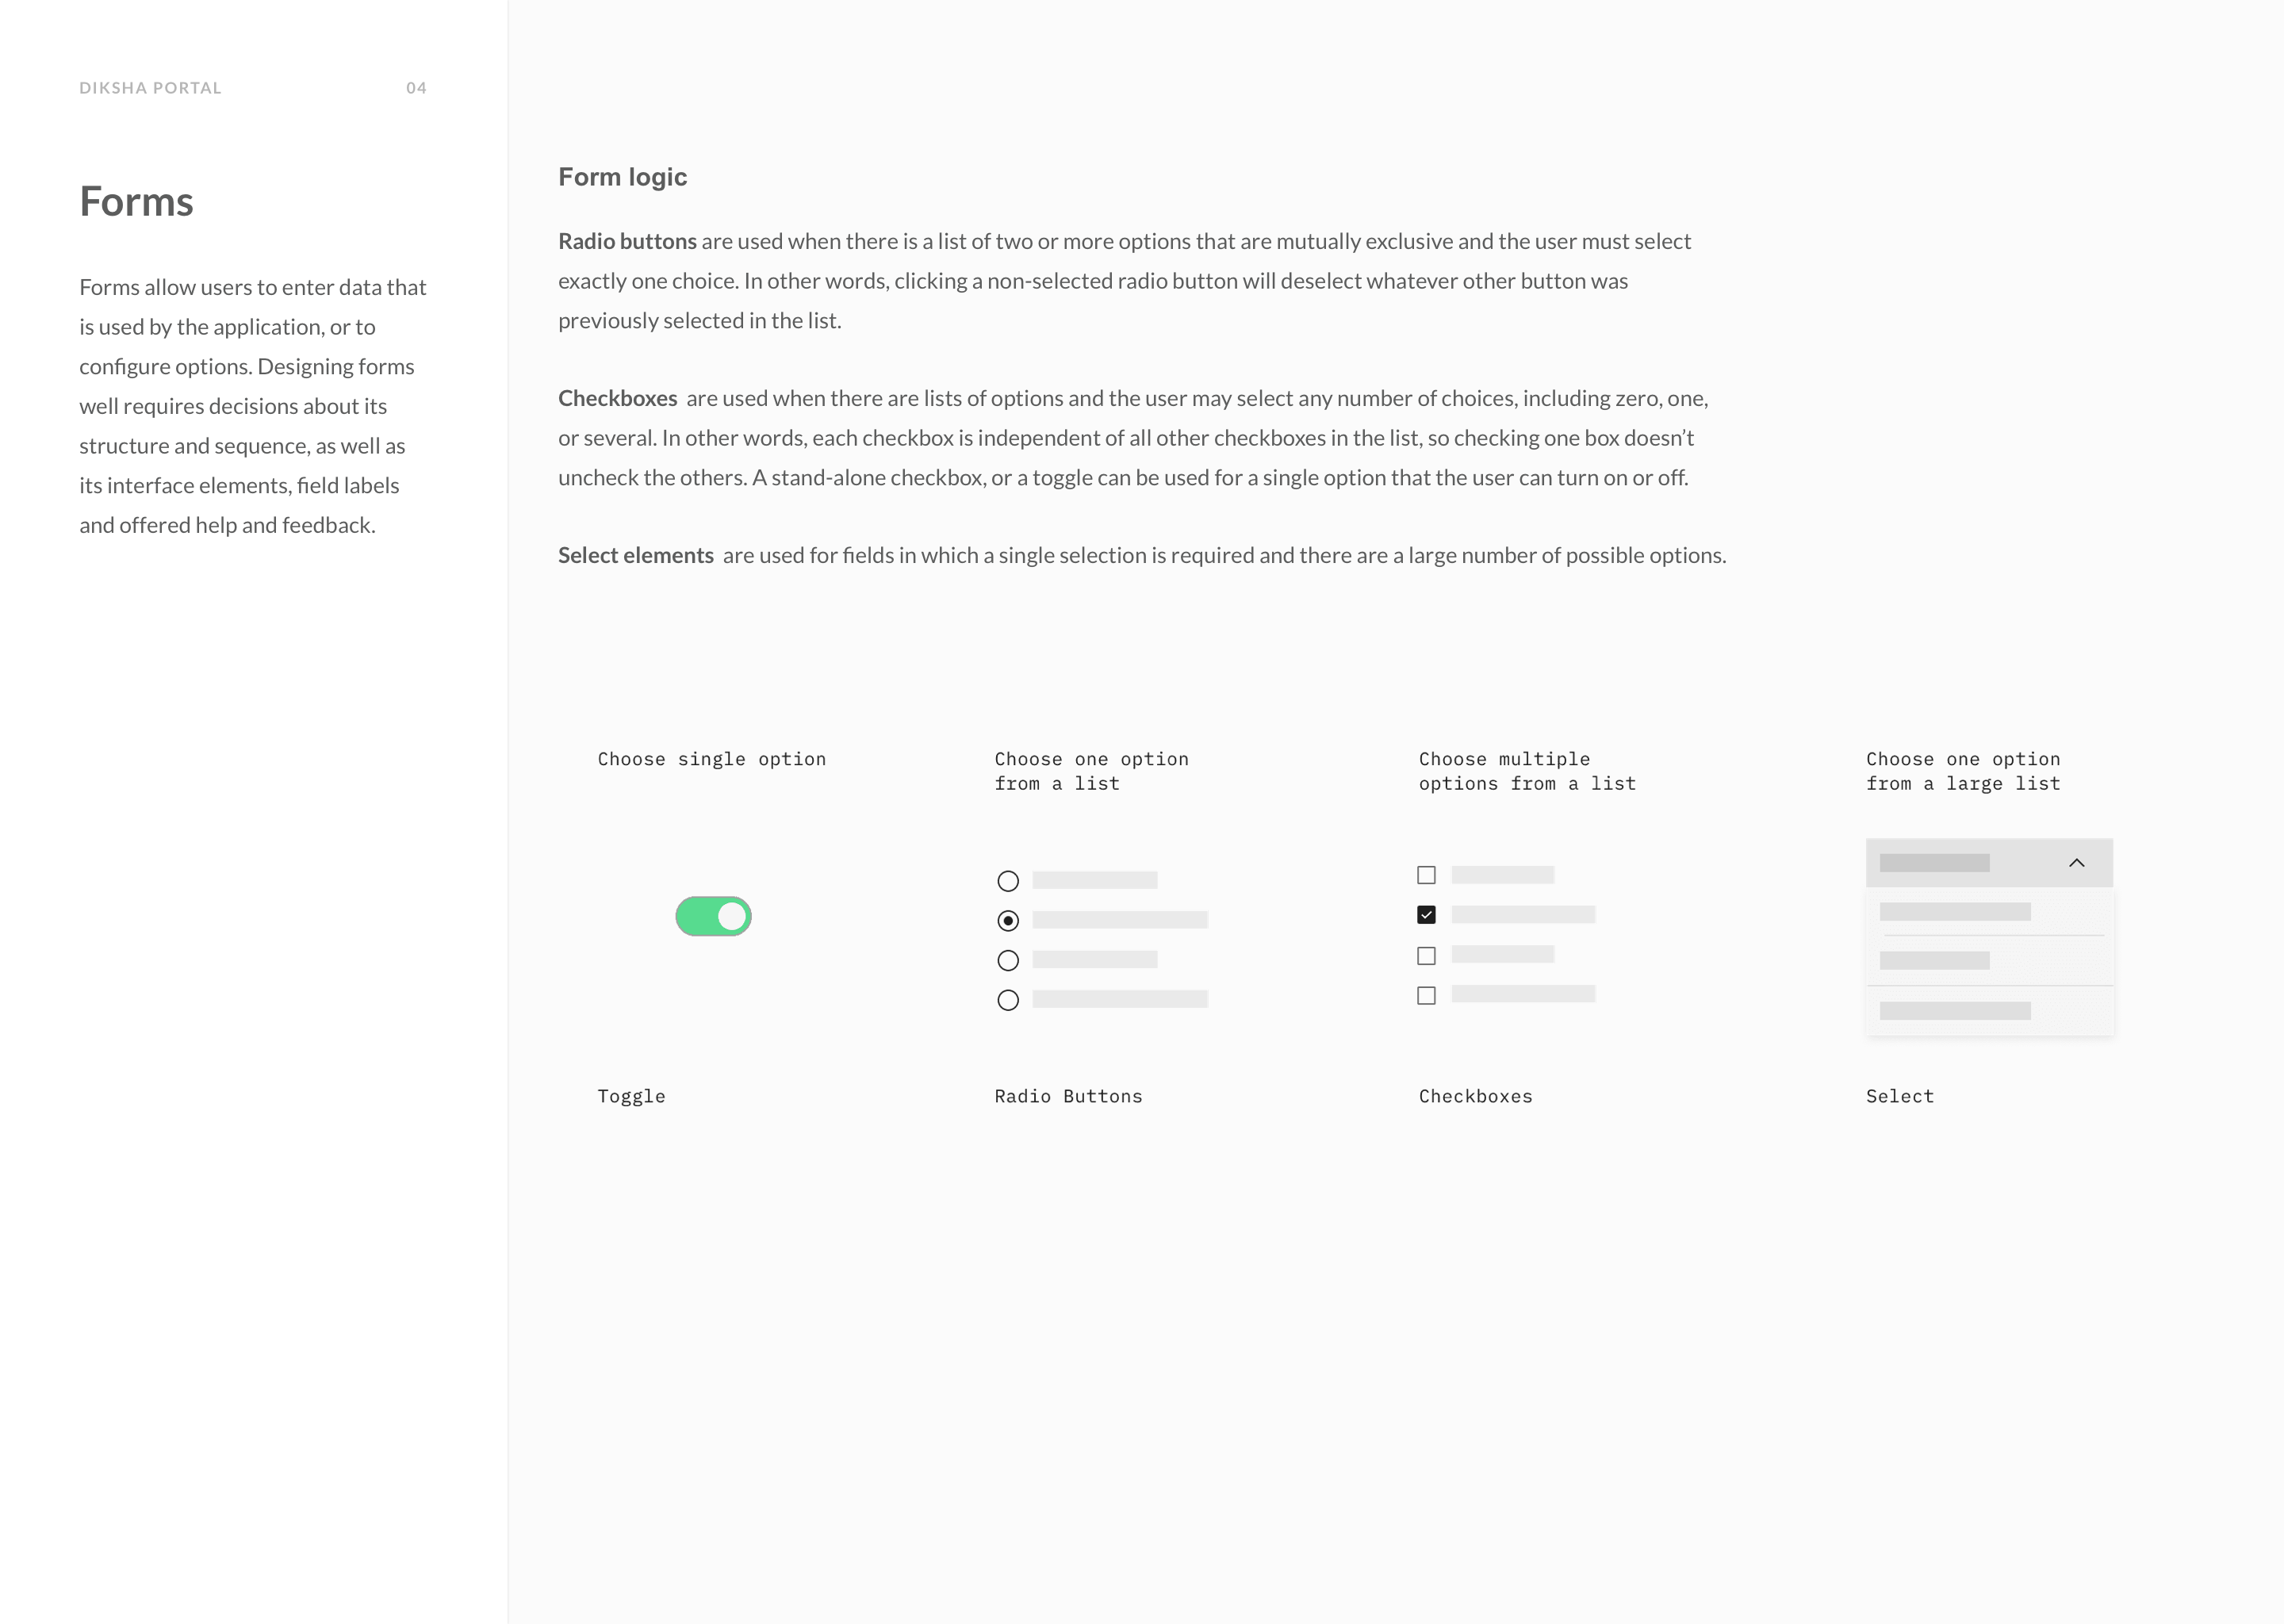 DIKSHA PORTAL 04
Forms
Forms allow users to enter data that
is used by the application, or to
configure options. Designing forms
well requires decisions about its
structure and sequence, as well as
its interface elements, field labels
and offered help and feedback.
Form logic
Radio buttons are used when there is a list of two or more options that are mutually exclusive and the user must select
exactly one choice. In other words, clicking a non-selected radio button will deselect whatever other button was
previously selected in the list.
Checkboxes are used when there are lists of options and the user may select any number of choices, including zero, one,
or several. In other words, each checkbox is independent of all other checkboxes in the list, so checking one box doesn’t
uncheck the others. A stand-alone checkbox, or a toggle can be used for a single option that the user can turn on or off.
Select elements are used for fields in which a single selection is required and there are a large number of possible options.
Choose single option
Choose one option
from a list
Choose multiple
options from a list
Choose one option
from a large list
Toggle
Radio Buttons
Checkboxes
Select